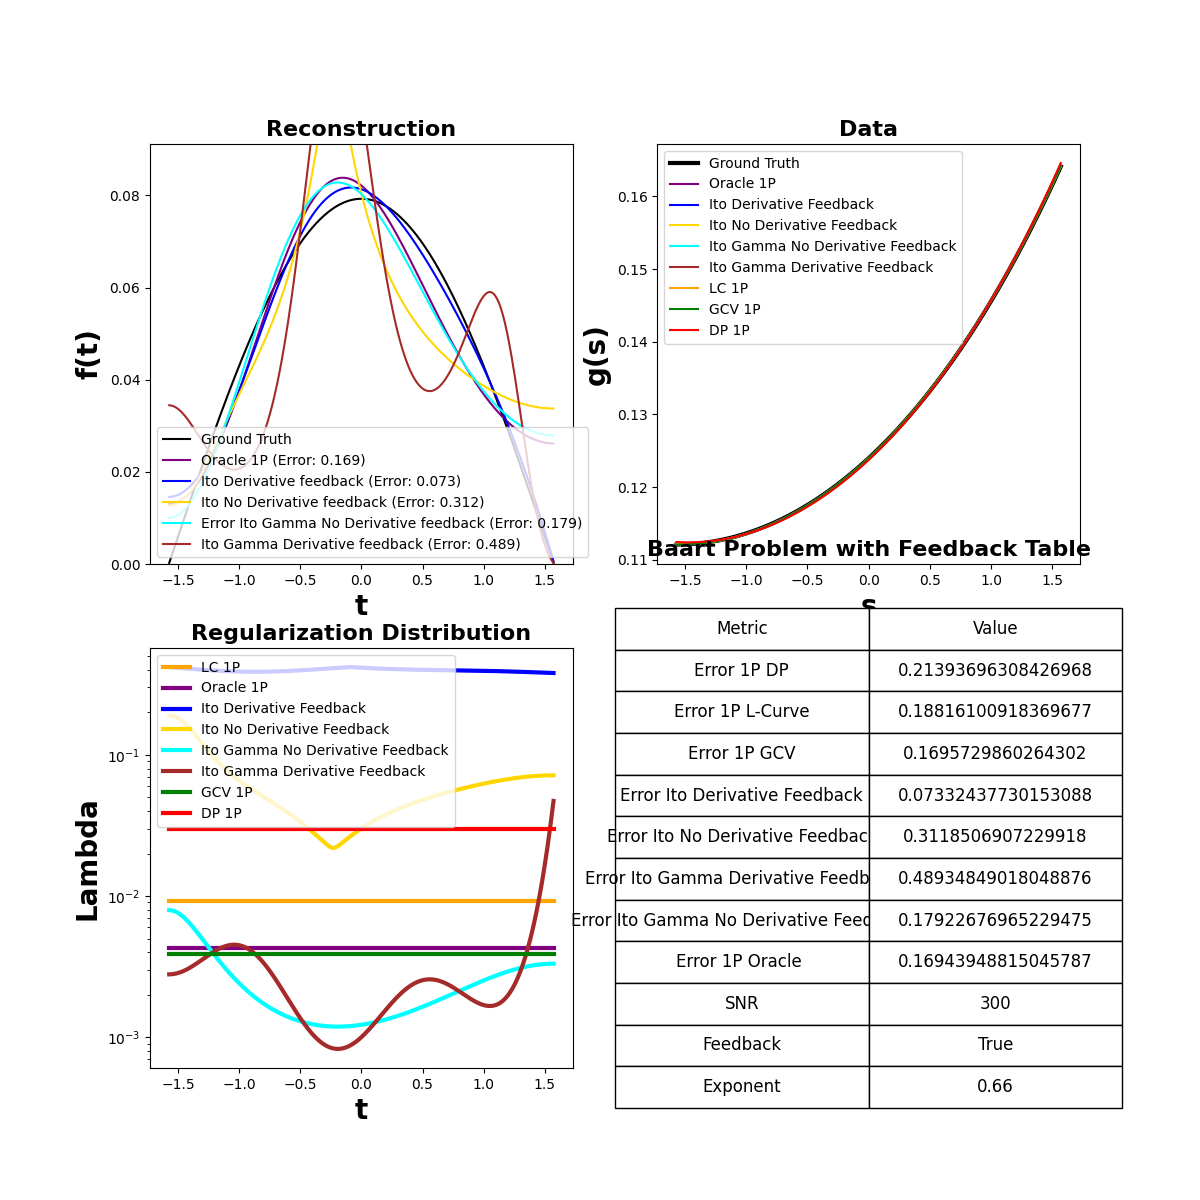 Reconstruction
f(t)
0.08
0.06
0.04
0.02
0.00
Ground Truth
Oracle 1P (Error: 0.169)
Ito Derivative feedback (Error: 0.073)
Ito No Derivative feedback (Error: 0.312)
Error Ito Gamma No Derivative feedback (Error: 0.179)
Ito Gamma Derivative feedback (Error: 0.489)
−1.5 −1.0 −0.5 0.0 0.5 1.0 1.5
t
Data
g(s)
0.16
0.15
0.14
0.13
0.12
0.11
Ground Truth
Oracle 1P
Ito Derivative Feedback
Ito No Derivative Feedback
Ito Gamma No Derivative Feedback
Ito Gamma Derivative Feedback
LC 1P
GCV 1P
DP 1P
−1.5 −1.0 −0.5 0.0 0.5 1.0 1.5
s
Regularization Distribution
Lambda
10−1
10−2
10−3
LC 1P
Oracle 1P
Ito Derivative Feedback
Ito No Derivative Feedback
Ito Gamma No Derivative Feedback
Ito Gamma Derivative Feedback
GCV 1P
DP 1P
−1.5 −1.0 −0.5 0.0 0.5 1.0 1.5
t
Baart Problem with Feedback Table
Metric Value
Error 1P DP 0.21393696308426968
Error 1P L-Curve 0.18816100918369677
Error 1P GCV 0.1695729860264302
Error Ito Derivative Feedback 0.07332437730153088
Error Ito No Derivative Feedbac 0.3118506907229918
Error Ito Gamma Derivative Feedb 0.48934849018048876
Error Ito Gamma No Derivative Feed 0.17922676965229475
Error 1P Oracle 0.16943948815045787
SNR 300
Feedback True
Exponent 0.66